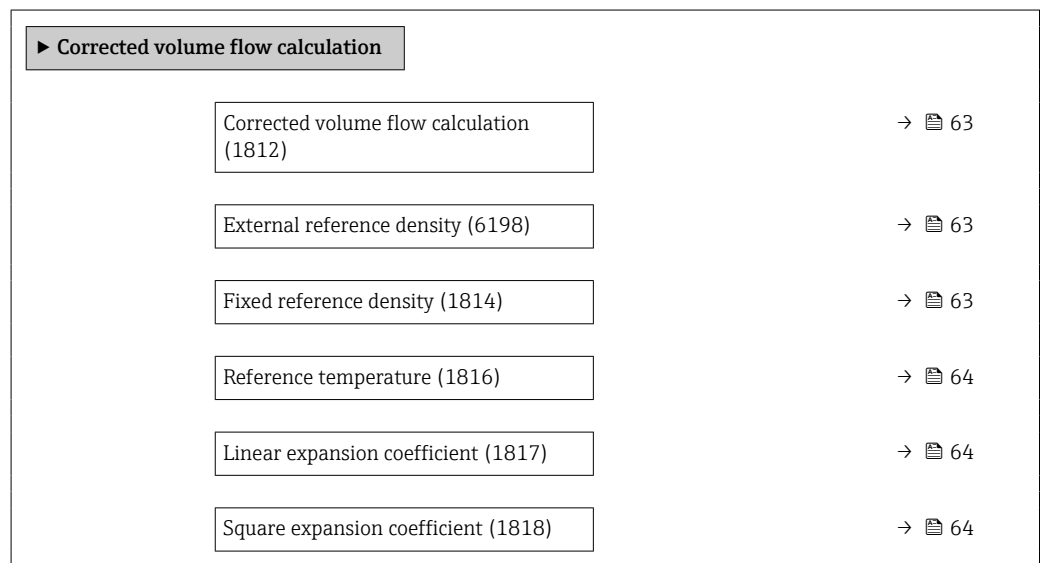 ▶ Corrected volume flow calculation
Corrected volume flow calculation → 63
(1812)
External reference density (6198) → 63
Fixed reference density (1814) → 63
Reference temperature (1816) → 64
Linear expansion coefficient (1817) → 64
Square expansion coefficient (1818) → 64